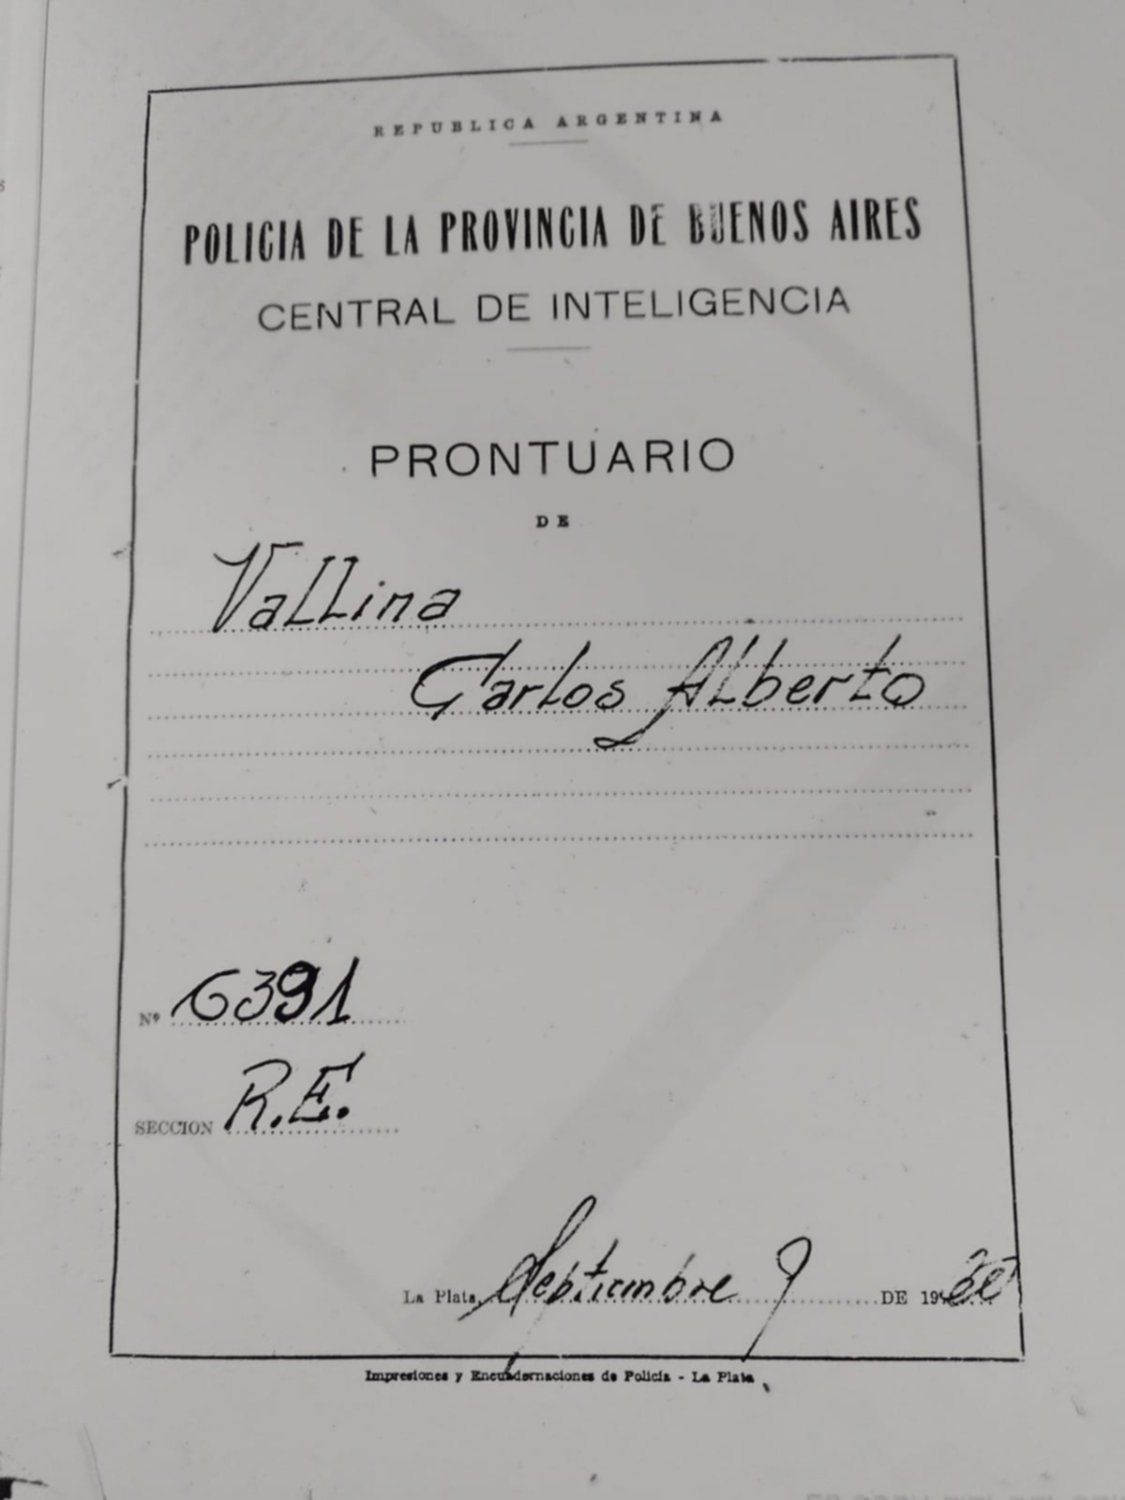 REPUBLICA ARGENTINA
POLICIA DE LA PROVINCIA DE BUENOS AIRES
CENTRAL DE INTELIGENCIA
PRONTUARIO
DE
Vallina
Carlos Alberto
Nº 6391
SECCION R.E.
La Plata, Septiembre 9 DE 19
Impresiones y Encuadernaciones de Policía - La Plata